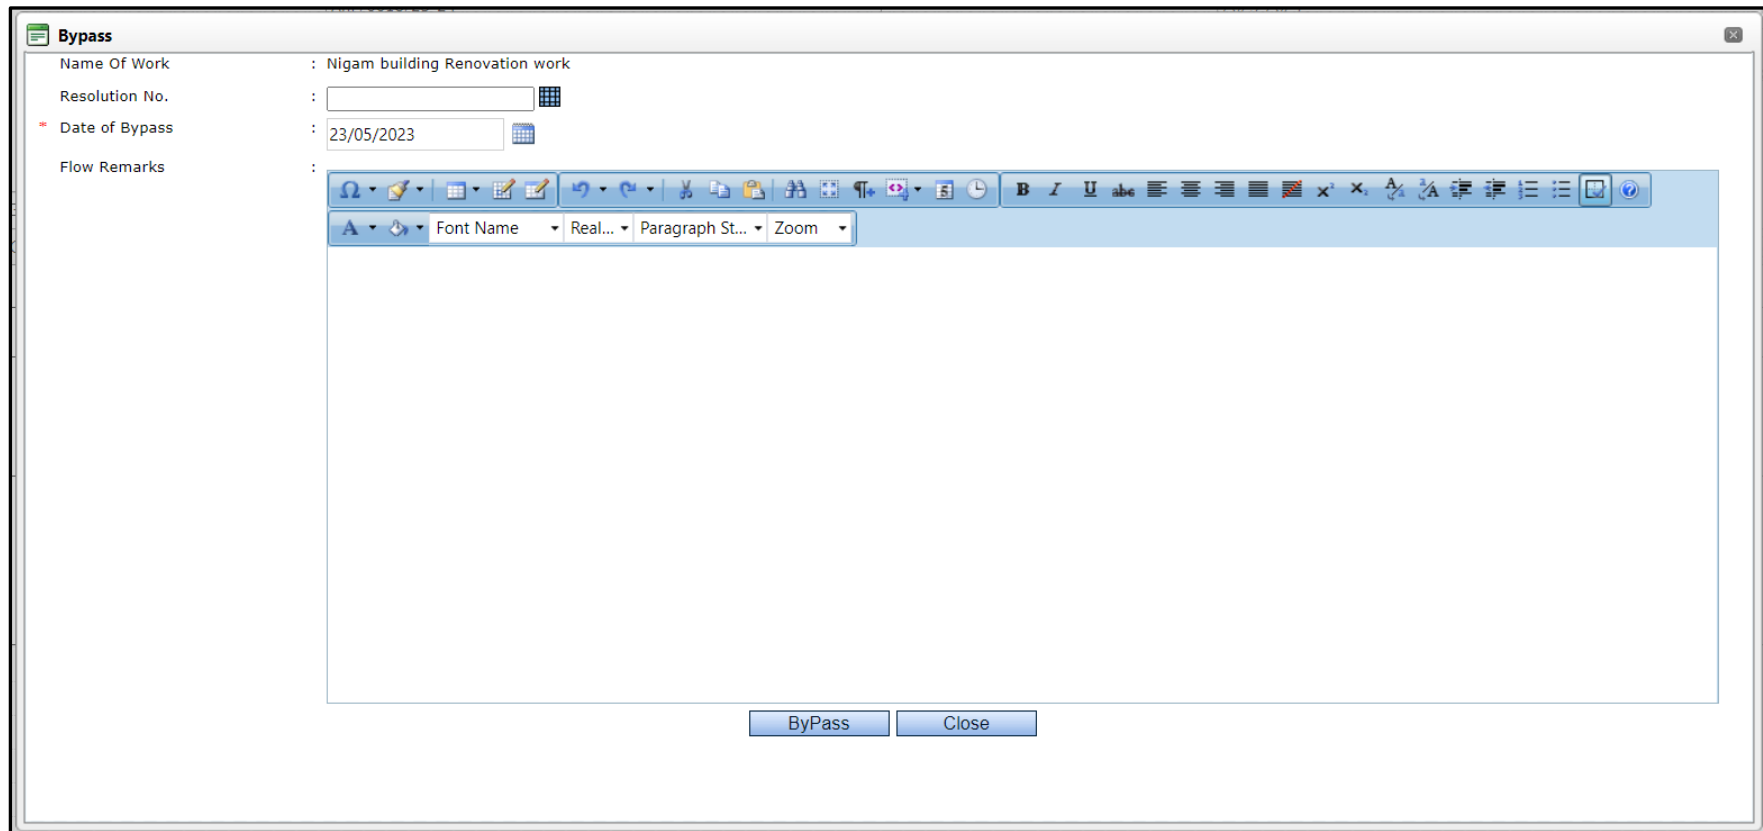 Bypass
Name Of Work : Nigam building Renovation work
Resolution No. :
* Date of Bypass : 23/05/2023
Flow Remarks :
Font Name Real... Paragraph St... Zoom
ByPass Close